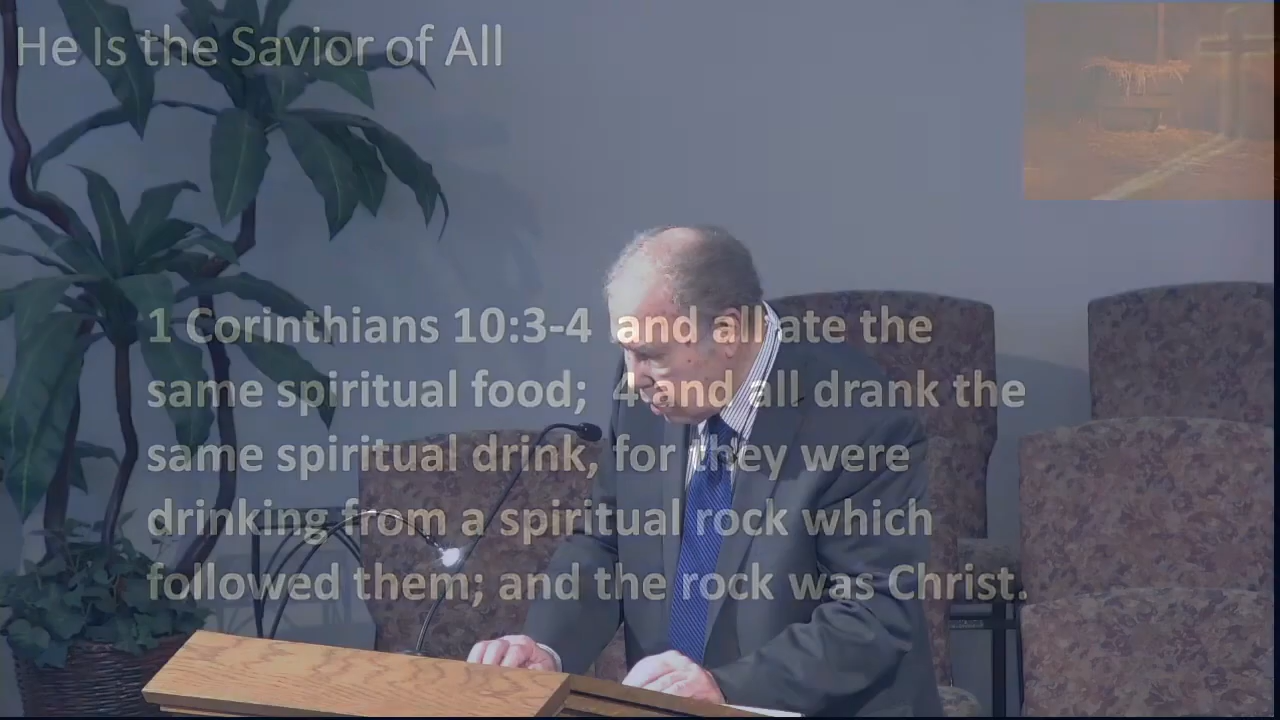 He Is the Savior of All
1 Corinthians 10:3-4 and all ate the
same spiritual food; 4 and all drank the
same spiritual drink, for they were
drinking from a spiritual rock which
followed them; and the rock was Christ.